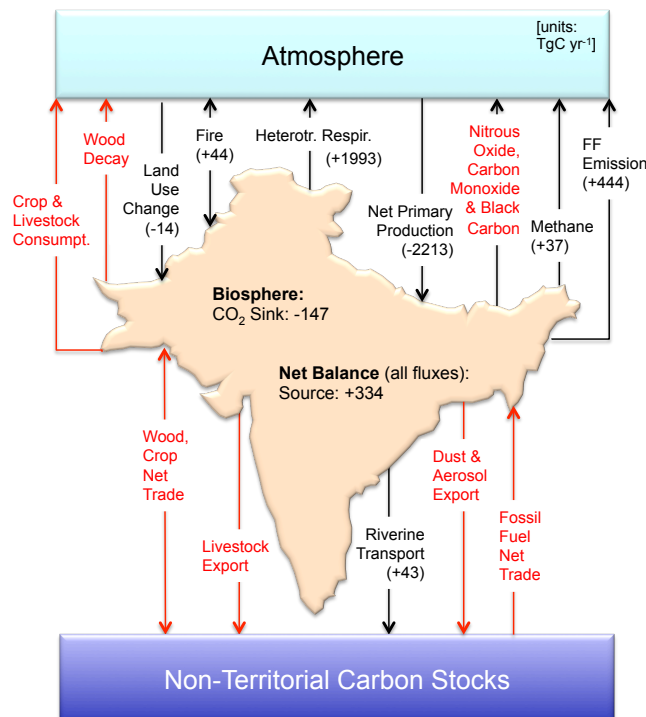 [units:
TgC yr⁻¹]
Atmosphere
Wood
Decay
Crop &
Livestock
Consumpt.
Land
Use
Change
(-14)
Fire
(+44)
Heterotr. Respir.
(+1993)
Net Primary
Production
(-2213)
Nitrous
Oxide,
Carbon
Monoxide
& Black
Carbon
Methane
(+37)
FF
Emission
(+444)
Biosphere:
CO₂ Sink: -147
Net Balance (all fluxes):
Source: +334
Wood,
Crop
Net
Trade
Livestock
Export
Riverine
Transport
(+43)
Dust &
Aerosol
Export
Fossil
Fuel
Net
Trade
Non-Territorial Carbon Stocks